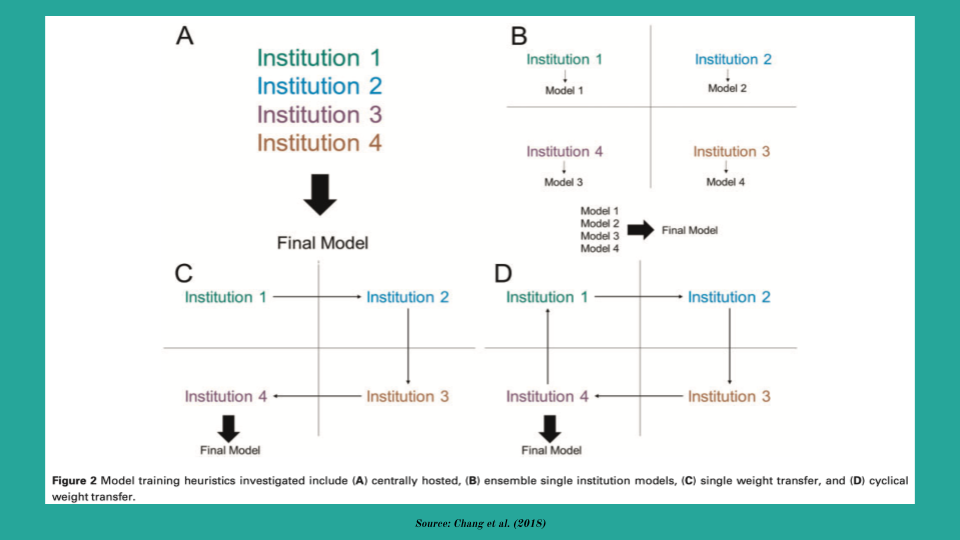 A
Institution 1
Institution 2
Institution 3
Institution 4
Final Model
B
Institution 1
Model 1
Institution 2
Model 2
Institution 4
Model 3
Institution 3
Model 4
Model 1
Model 2
Model 3
Model 4
Final Model
C
Institution 1
Institution 2
Institution 4
Institution 3
Final Model
D
Institution 1
Institution 2
Institution 4
Institution 3
Final Model
Figure 2 Model training heuristics investigated include (A) centrally hosted, (B) ensemble single institution models, (C) single weight transfer, and (D) cyclical
weight transfer.
Source: Chang et al. (2018)